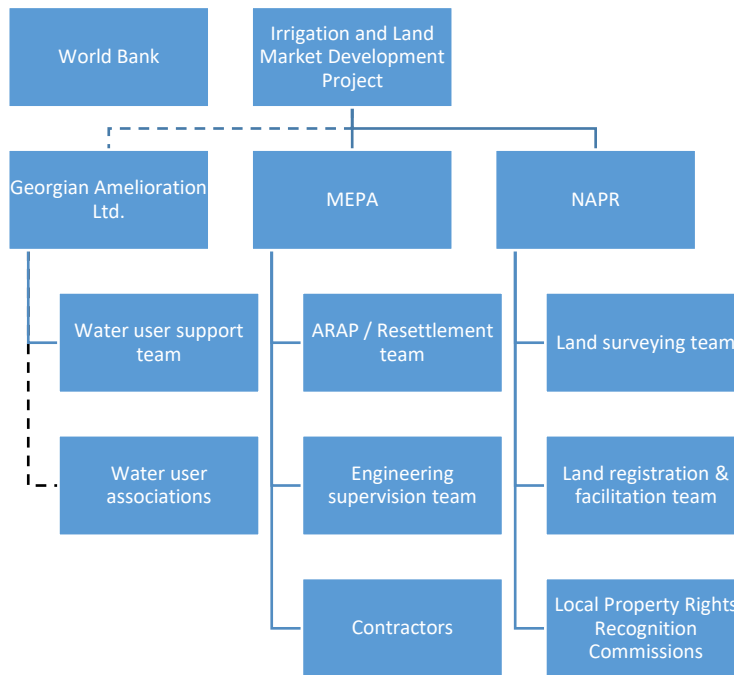 World Bank
Irrigation and Land
Market Development
Project
Georgian Amelioration
Ltd.
MEPA
NAPR
Water user support
team
ARAP / Resettlement
team
Land surveying team
Water user
associations
Engineering
supervision team
Land registration &
facilitation team
Contractors
Local Property Rights
Recognition
Commissions